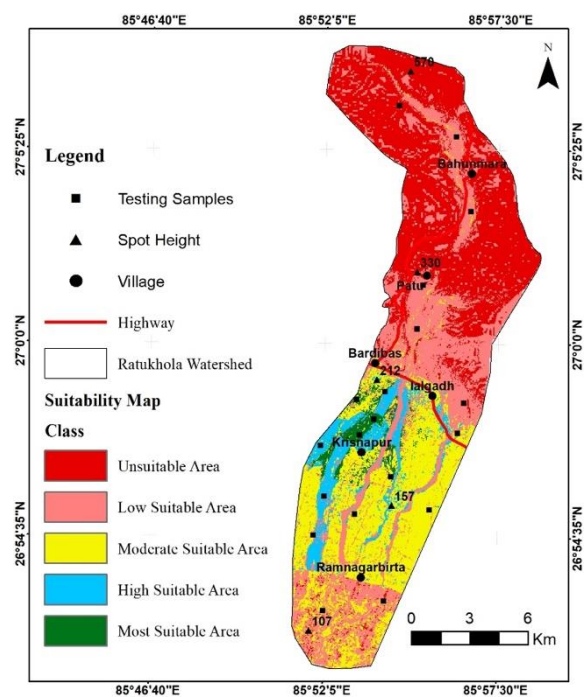 85°46'40"E 85°52'5"E 85°57'30"E
N
570
27°5'25"N
27°5'25"N
Legend
Bahunmara
Testing Samples
Spot Height
330
Village
Patu
Highway
27°0'0"N
27°0'0"N
Bardibas
Ratukhola Watershed
212
lalgadh
Suitability Map
Class
Krisnapur
Unsuitable Area
Low Suitable Area
157
26°54'35"N
26°54'35"N
Moderate Suitable Area
Ramnagarbirta
High Suitable Area
107
Most Suitable Area
0 3 6
Km
85°46'40"E 85°52'5"E 85°57'30"E